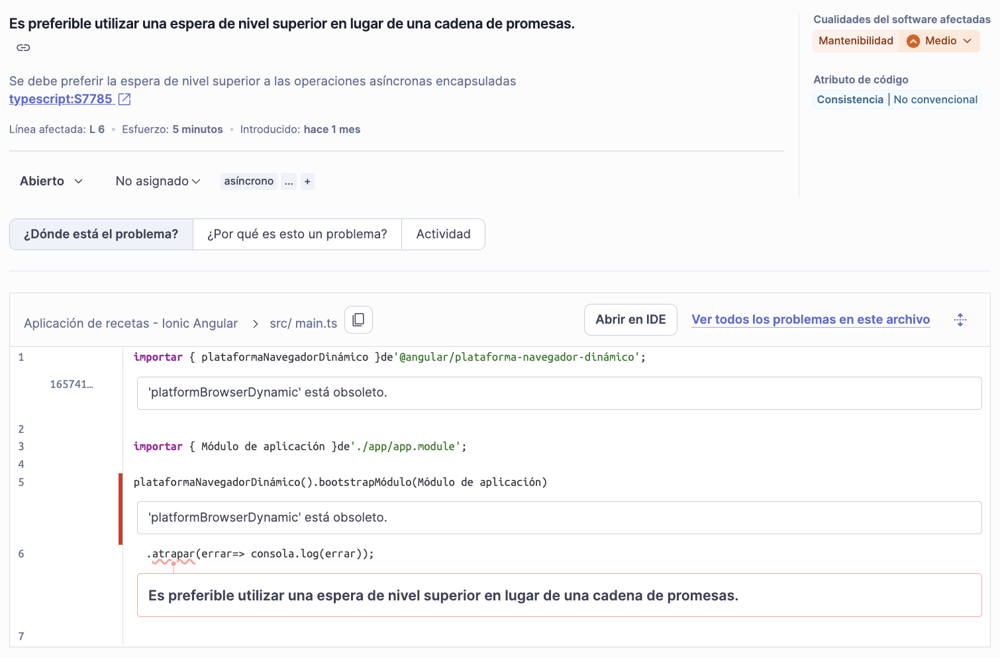 Es preferible utilizar una espera de nivel superior en lugar de una cadena de promesas.
Se debe preferir la espera de nivel superior a las operaciones asíncronas encapsuladas
typescript:S7785
Línea afectada: L 6 • Esfuerzo: 5 minutos • Introducido: hace 1 mes
Cualidades del software afectadas
Mantenibilidad Medio
Atributo de código
Consistencia | No convencional
Abierto No asignado asíncrono ... +
¿Dónde está el problema? ¿Por qué es esto un problema? Actividad
Aplicación de recetas - Ionic Angular > src/ main.ts Abrir en IDE Ver todos los problemas en este archivo
1 importar { plataformaNavegadorDinámico }de'@angular/plataforma-navegador-dinámico';
165741…
'platformBrowserDynamic' está obsoleto.
2
3 importar { Módulo de aplicación }de'./app/app.module';
4
5 plataformaNavegadorDinámico().bootstrapMódulo(Módulo de aplicación)
'platformBrowserDynamic' está obsoleto.
6 .atrapar(errar=> consola.log(errar));
Es preferible utilizar una espera de nivel superior en lugar de una cadena de promesas.
7